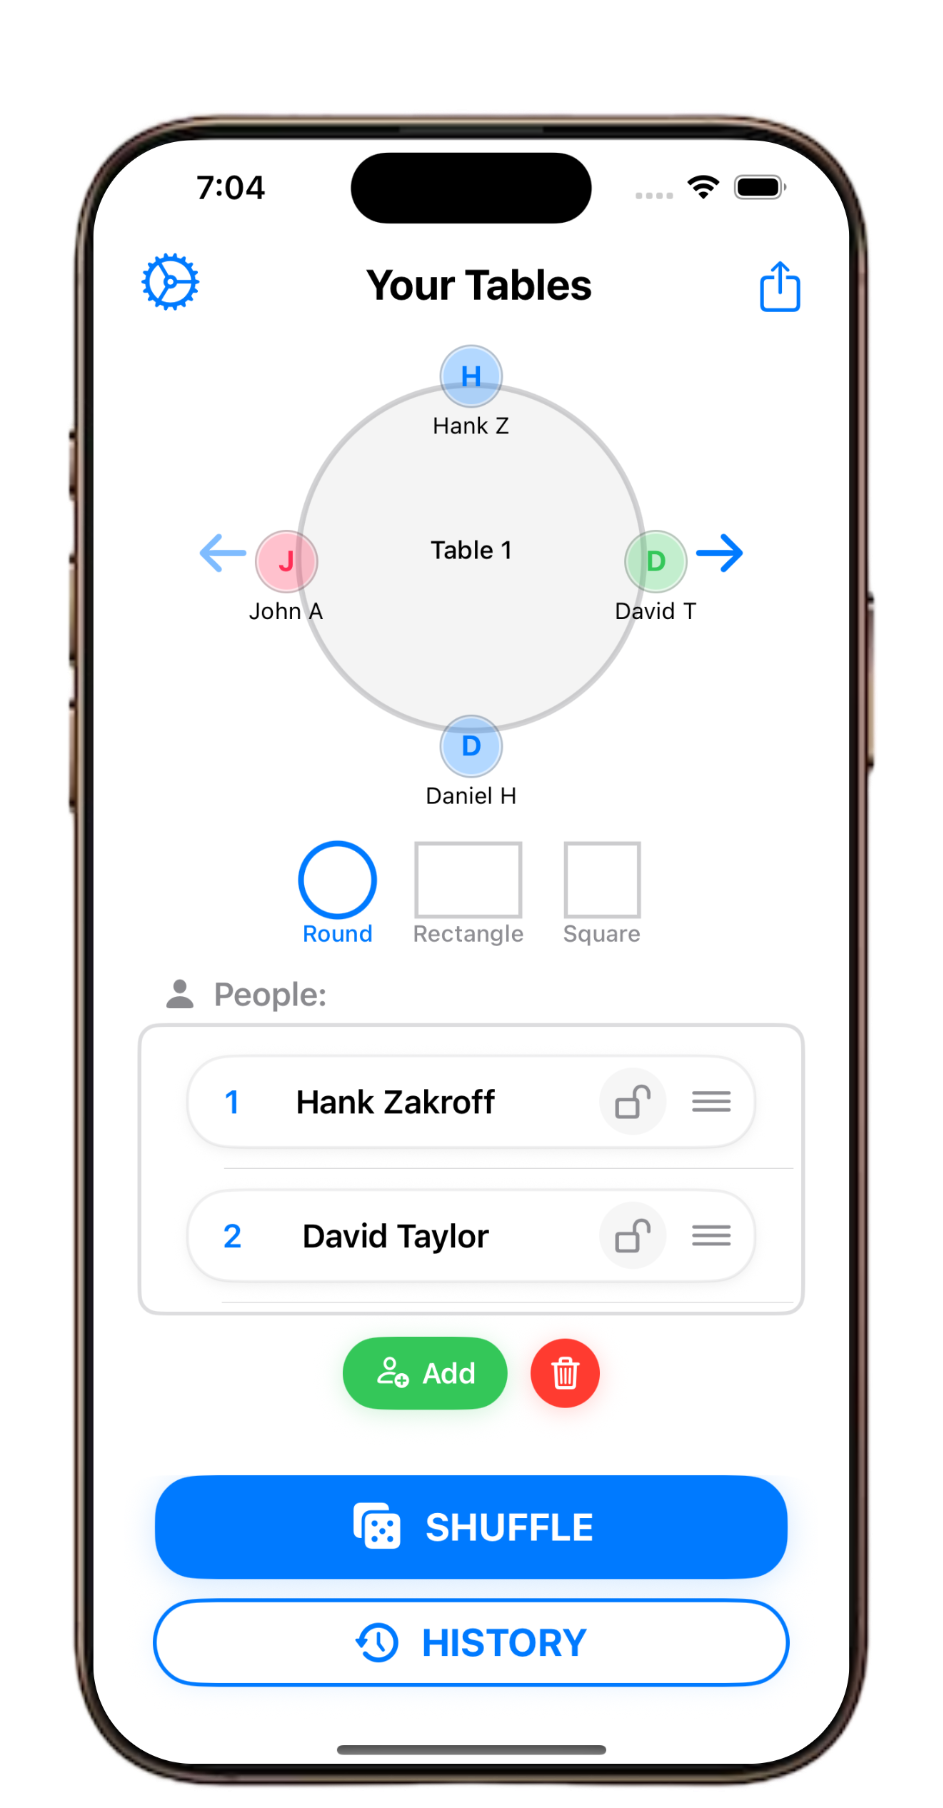 7:04
Your Tables
H
Hank Z
Table 1
J
D
John A
David T
D
Daniel H
Round Rectangle Square
People:
1 Hank Zakroff
2 David Taylor
Add
SHUFFLE
HISTORY